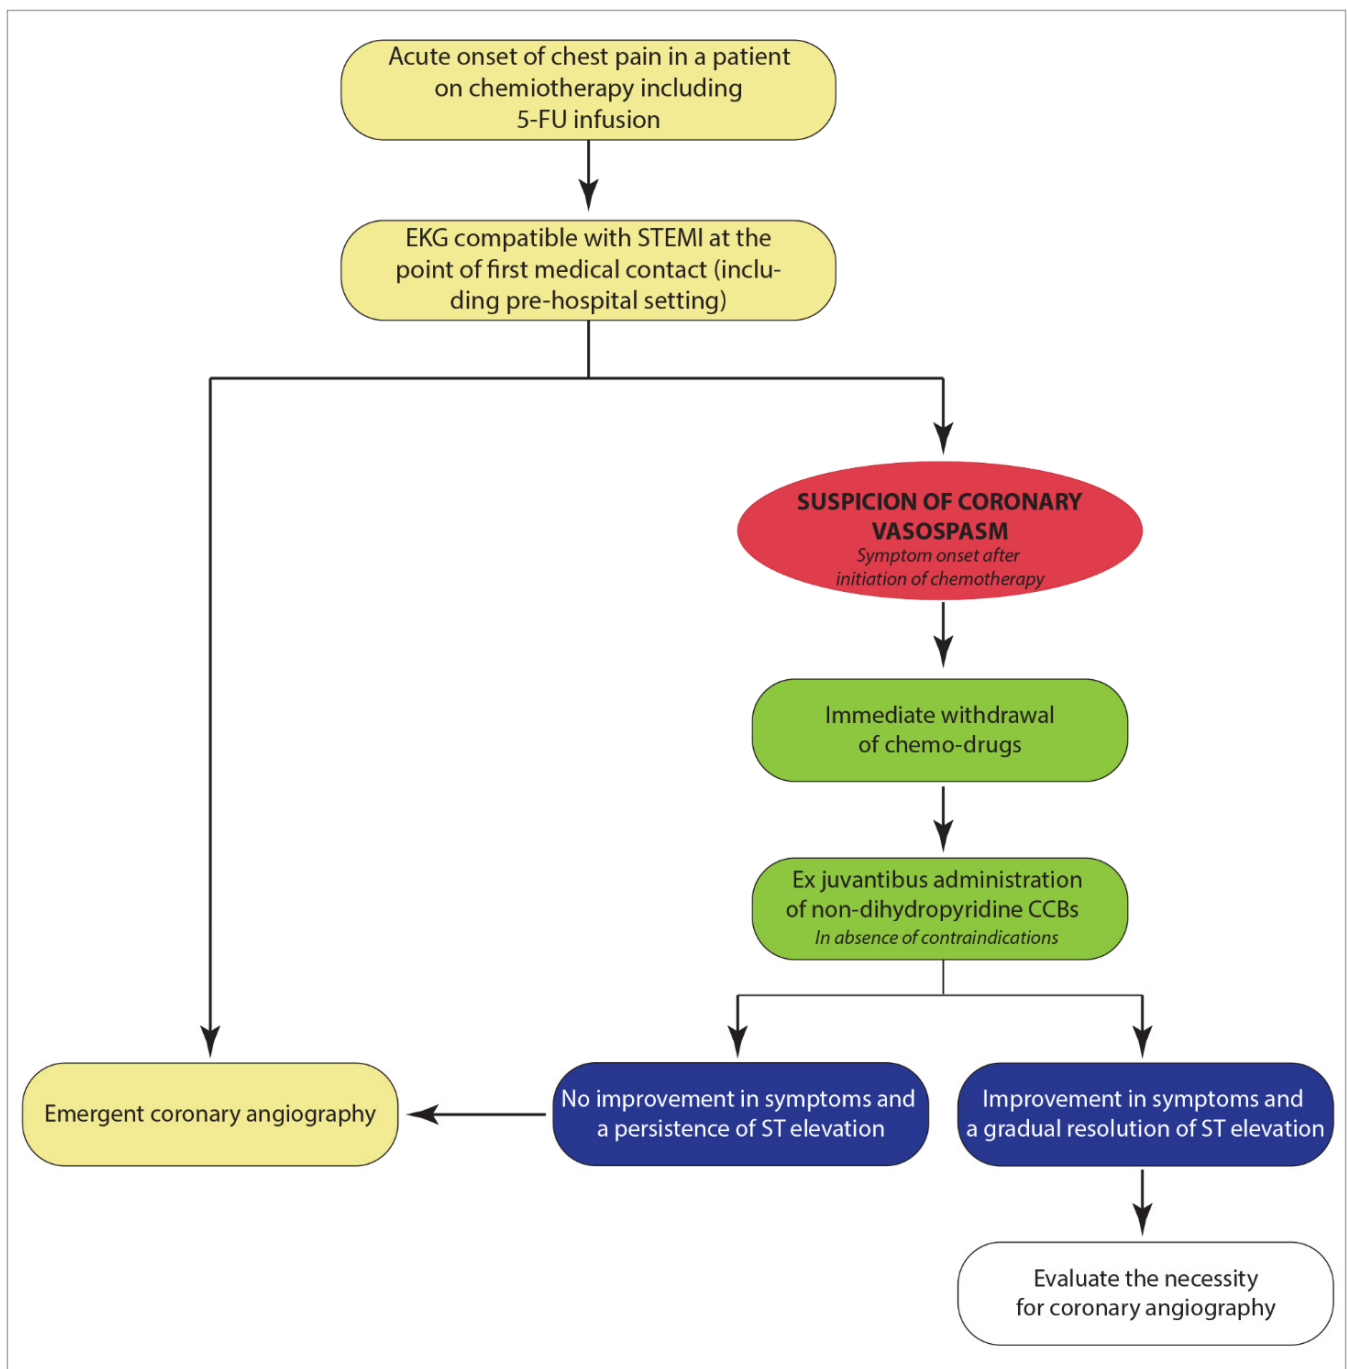 Acute onset of chest pain in a patient
on chemiotherapy including
5-FU infusion
EKG compatible with STEMI at the
point of first medical contact (inclu-
ding pre-hospital setting)
SUSPICION OF CORONARY
VASOSPASM
Symptom onset after
initiation of chemotherapy
Immediate withdrawal
of chemo-drugs
Ex juvantibus administration
of non-dihydropyridine CCBs
In absence of contraindications
Emergent coronary angiography
No improvement in symptoms and
a persistence of ST elevation
Improvement in symptoms and
a gradual resolution of ST elevation
Evaluate the necessity
for coronary angiography